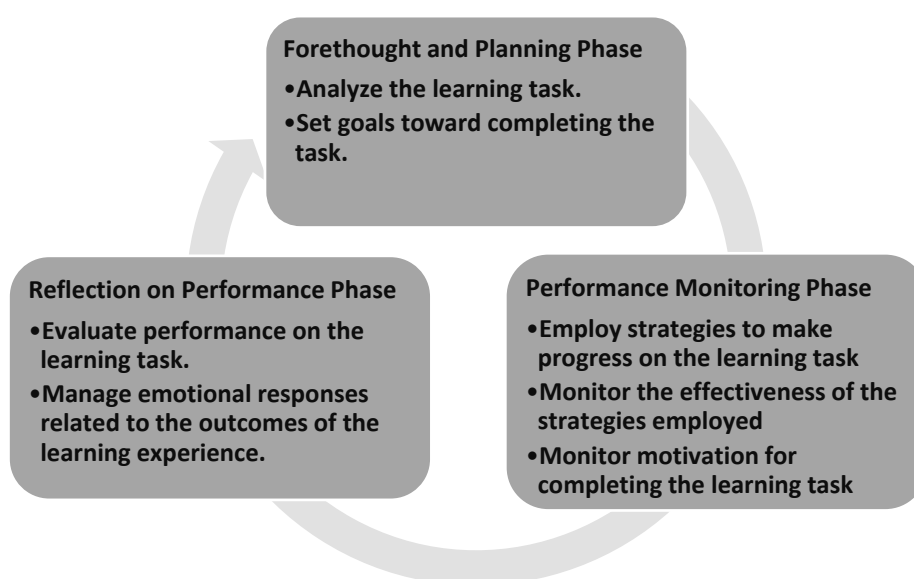 Forethought and Planning Phase
•Analyze the learning task.
•Set goals toward completing the
task.
Reflection on Performance Phase
•Evaluate performance on the
learning task.
•Manage emotional responses
related to the outcomes of the
learning experience.
Performance Monitoring Phase
•Employ strategies to make
progress on the learning task
•Monitor the effectiveness of the
strategies employed
•Monitor motivation for
completing the learning task